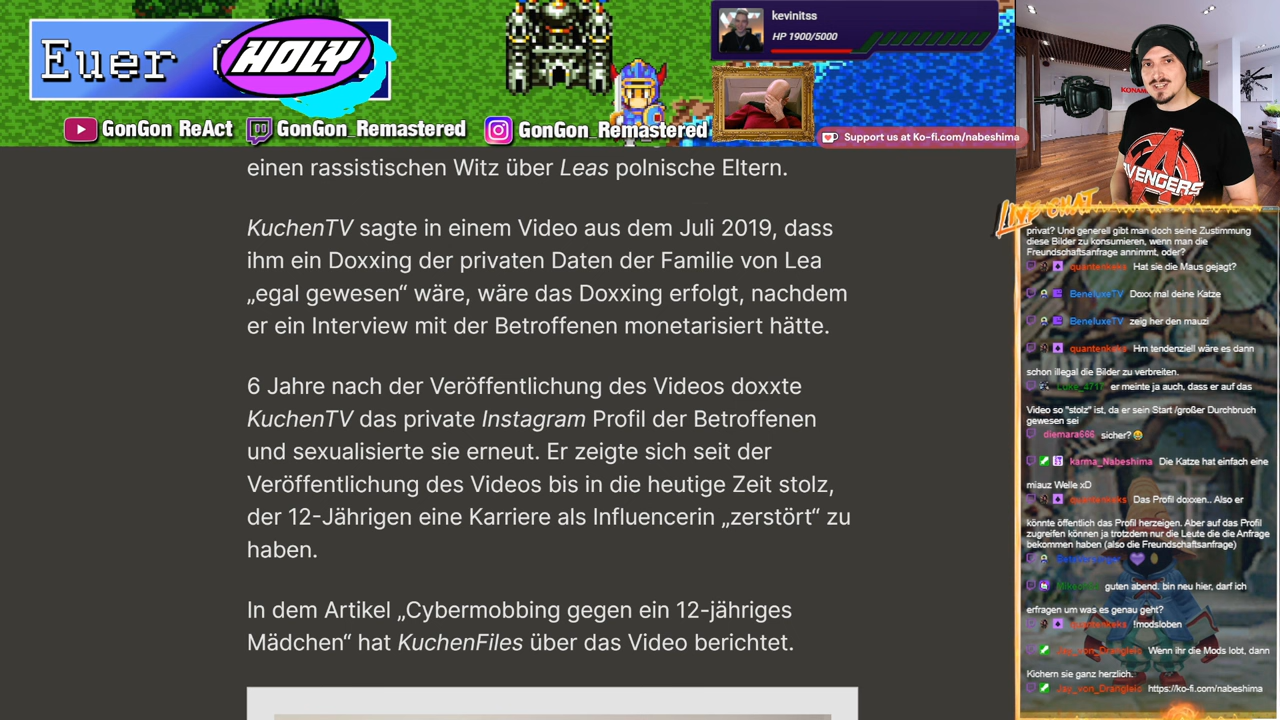 Euer
HOLY
kevinitss
HP 1900/5000
GonGon ReAct
GonGon_Remastered
GonGon_Remastered
Support us at Ko-fi.com/nabeshima
KONAMI
AVENGERS
einen rassistischen Witz über Leas polnische Eltern.
KuchenTV sagte in einem Video aus dem Juli 2019, dass
ihm ein Doxxing der privaten Daten der Familie von Lea
„egal gewesen“ wäre, wäre das Doxxing erfolgt, nachdem
er ein Interview mit der Betroffenen monetarisiert hätte.
6 Jahre nach der Veröffentlichung des Videos doxxte
KuchenTV das private Instagram Profil der Betroffenen
und sexualisierte sie erneut. Er zeigte sich seit der
Veröffentlichung des Videos bis in die heutige Zeit stolz,
der 12-Jährigen eine Karriere als Influencerin „zerstört“ zu
haben.
In dem Artikel „Cybermobbing gegen ein 12-jähriges
Mädchen“ hat KuchenFiles über das Video berichtet.
LIVE CHAT
privat? Und generell gibt man doch seine Zustimmung
diese Bilder zu konsumieren, wenn man die
Freundschaftsanfrage annimmt, oder?
quantenkeks Hat sie die Maus gejagt?
BeneluxeTV Doxx mal deine Katze
BeneluxeTV zeig her den mauzi
quantenkeks Hm tendenziell wäre es dann
schon illegal die Bilder zu verbreiten.
er meinte ja auch, dass er auf das
Video so "stolz" ist, da er sein Start /großer Durchbruch
gewesen sei
diemara666 sicher?
karma_Nabeshima Die Katze hat einfach eine
miauz Welle xD
quantenkeks Das Profil doxxen.. Also er
könnte öffentlich das Profil herzeigen. Aber auf das Profil
zugreifen können ja trotzdem nur die Leute die die Anfrage
bekommen haben (also die Freundschaftsanfrage)
guten abend. bin neu hier, darf ich
erfragen um was es genau geht?
quantenkeks !modsloben
Jay_von_Drangleic Wenn ihr die Mods lobt, dann
Kichern sie ganz herzlich.
Jay_von_Drangleic https://ko-fi.com/nabeshima